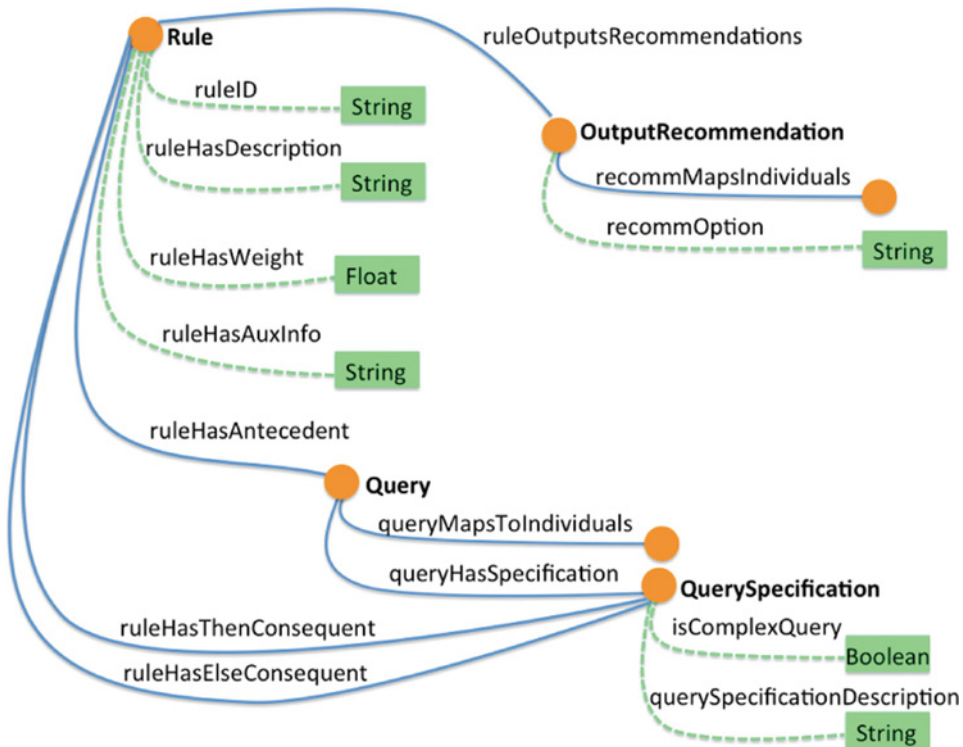 Rule
ruleOutputsRecommendations
ruleID
String
OutputRecommendation
ruleHasDescription
String
recommMapsIndividuals
recommOption
String
ruleHasWeight
Float
ruleHasAuxInfo
String
ruleHasAntecedent
Query
queryMapsToIndividuals
queryHasSpecification
QuerySpecification
ruleHasThenConsequent
isComplexQuery
Boolean
ruleHasElseConsequent
querySpecificationDescription
String